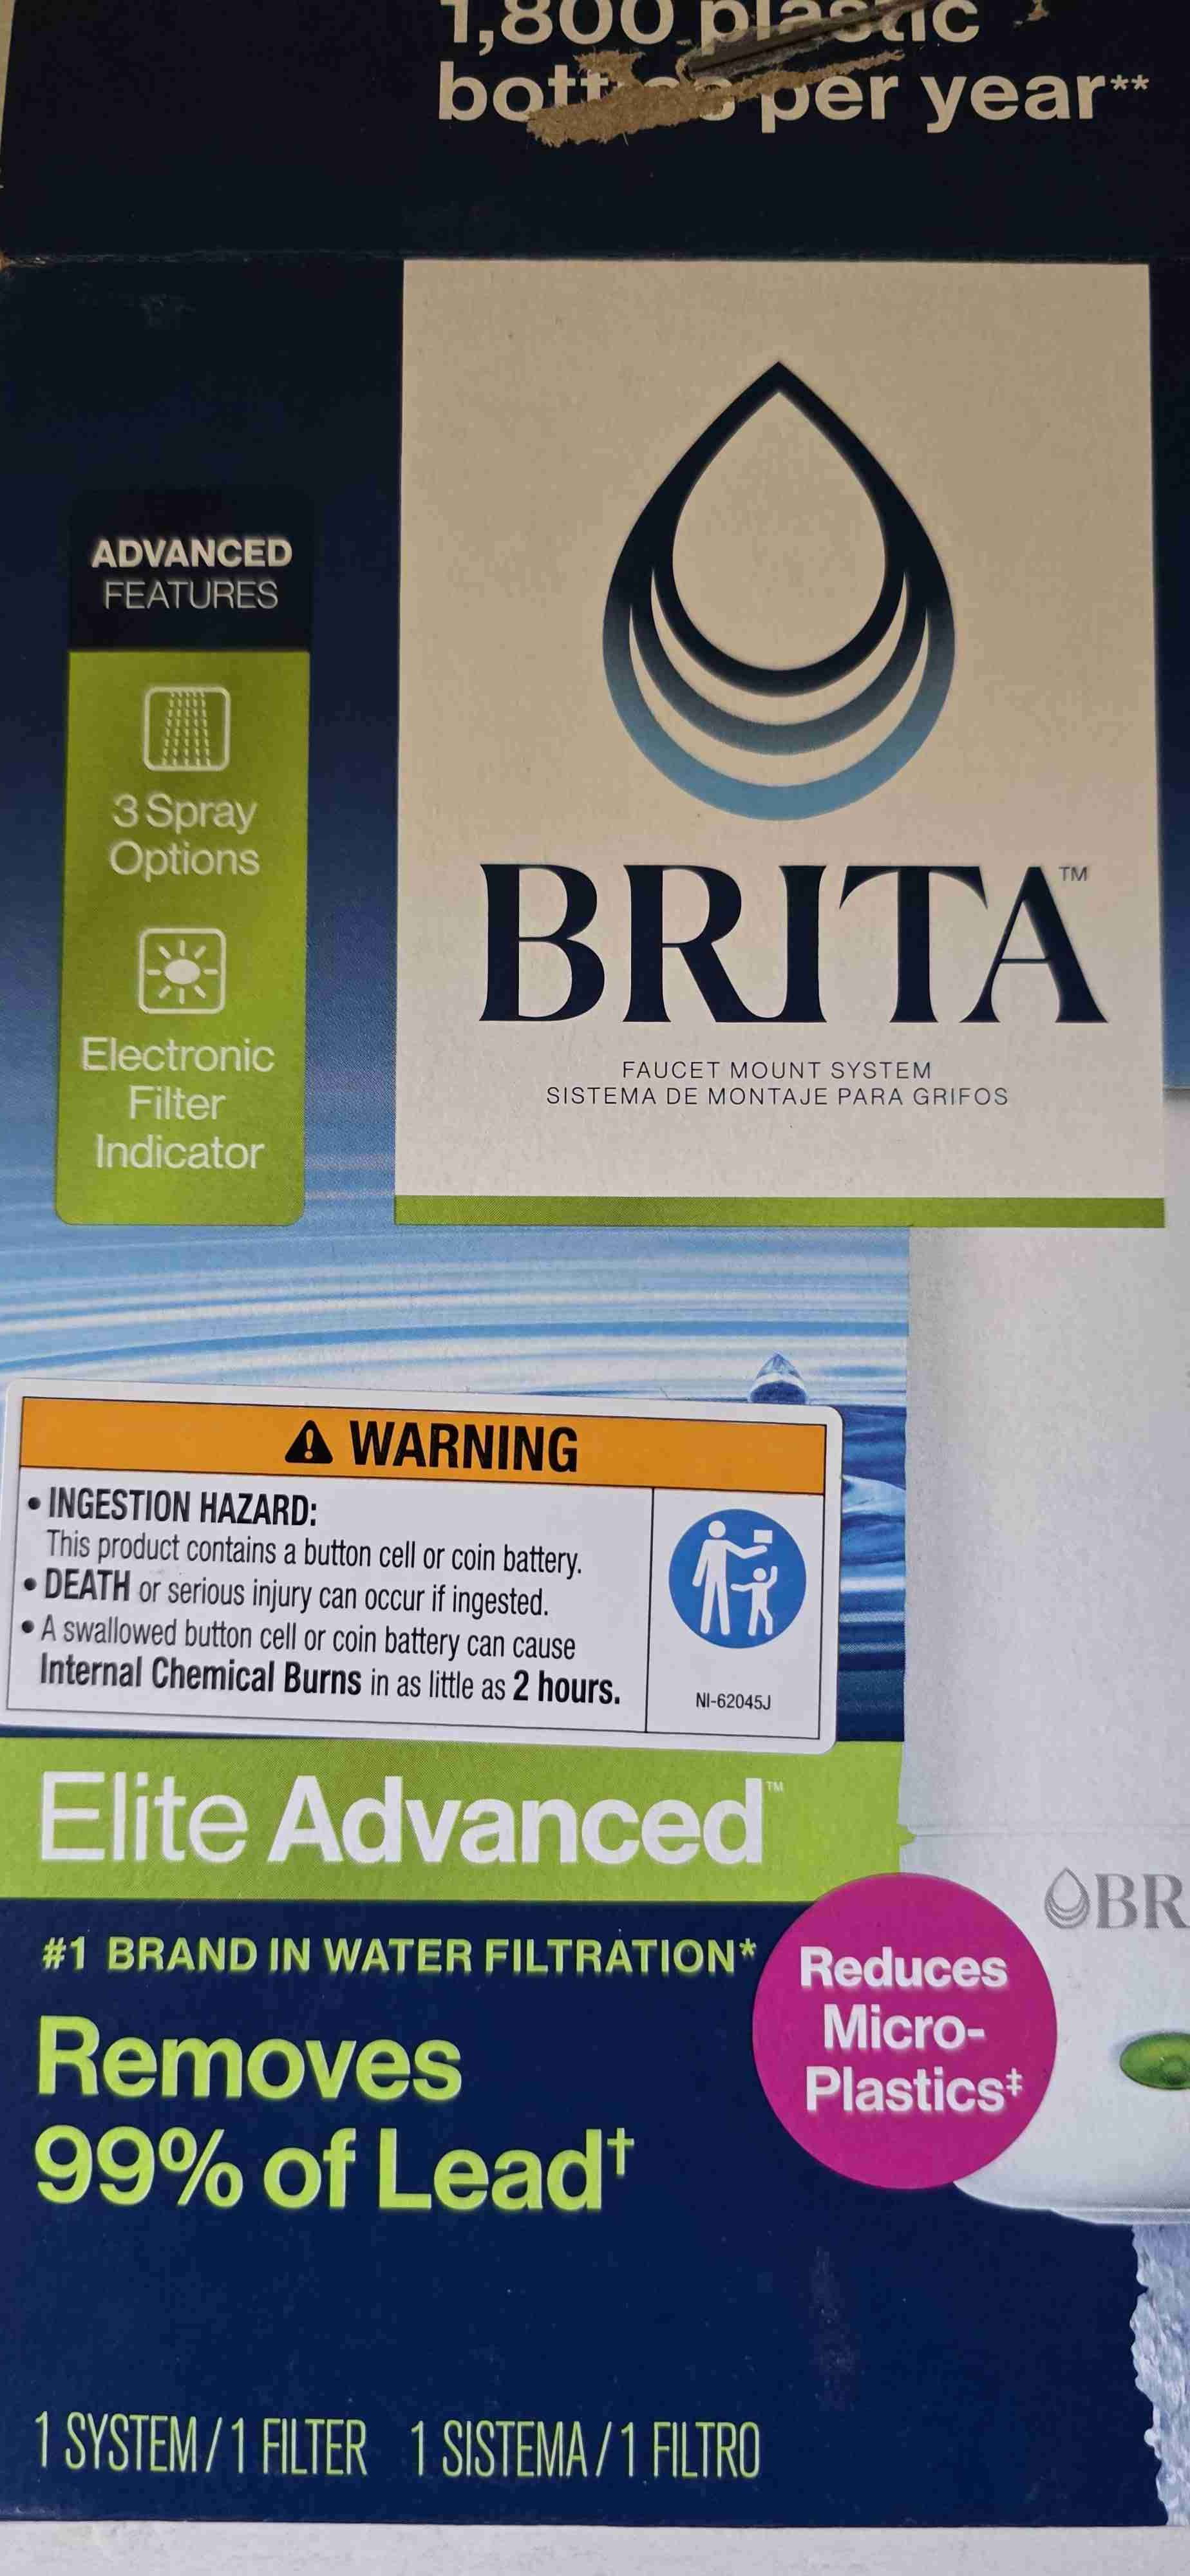 1,800 plastic
bottles per year**
ADVANCED
FEATURES
3 Spray
Options
Electronic
Filter
Indicator
BRITA™
FAUCET MOUNT SYSTEM
SISTEMA DE MONTAJE PARA GRIFOS
⚠ WARNING
• INGESTION HAZARD:
This product contains a button cell or coin battery.
• DEATH or serious injury can occur if ingested.
• A swallowed button cell or coin battery can cause
Internal Chemical Burns in as little as 2 hours.
NI-62045J
Elite Advanced™
#1 BRAND IN WATER FILTRATION*
Removes
99% of Lead†
BR
Reduces
Micro-
Plastics‡
1 SYSTEM / 1 FILTER 1 SISTEMA / 1 FILTRO